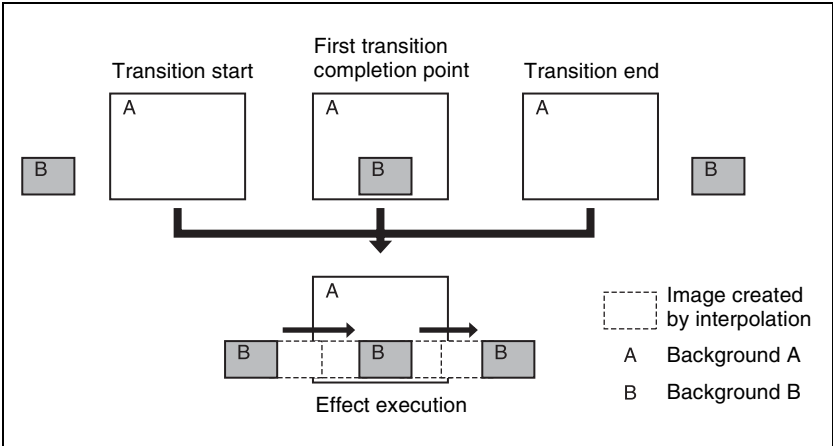 Transition start
First transition
completion point
Transition end
A
A
A
B
B
B
A
B
B
B
Effect execution
Image created
by interpolation
A Background A
B Background B